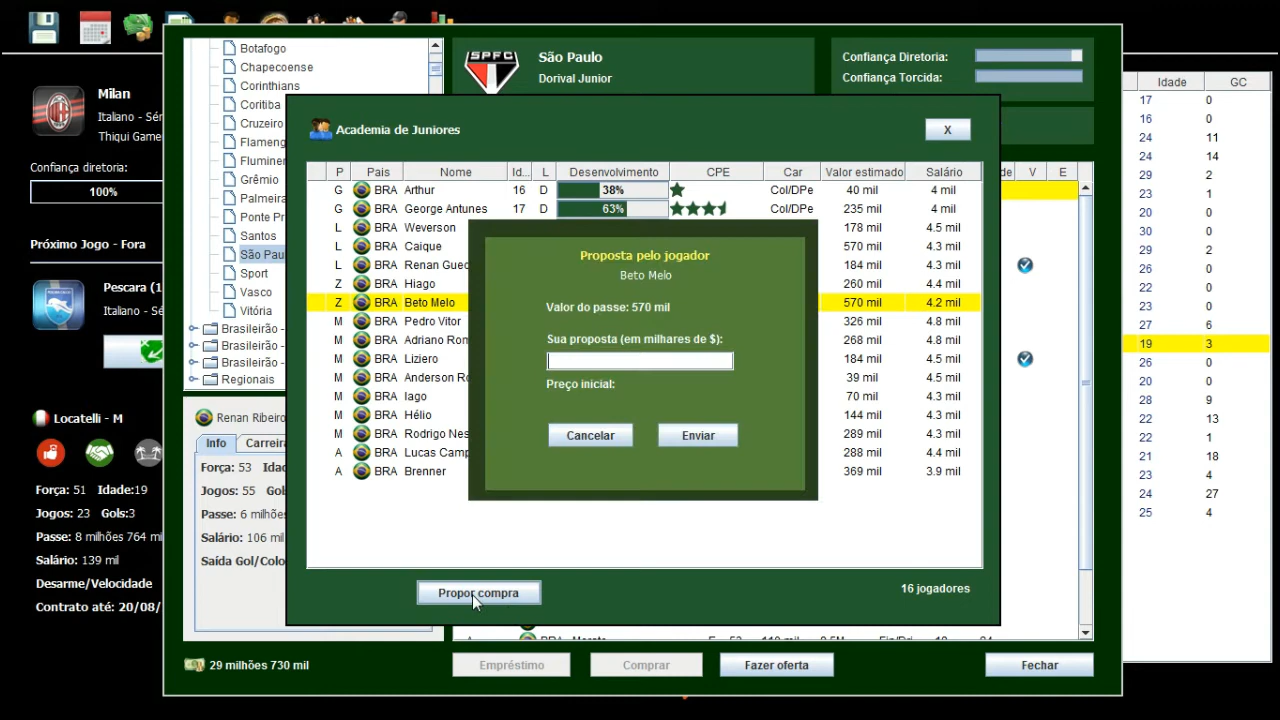 Milan
Italiano - Sér
Thiqui Game
Confiança diretoria:
100%
Próximo Jogo - Fora
Pescara (1
Italiano - Sé
Locatelli - M
Força: 51 Idade:19
Jogos: 23 Gols:3
Passe: 8 milhões 764 mi
Salário: 139 mil
Desarme/Velocidade
Contrato até: 20/08/
Botafogo
Chapecoense
Corinthians
Coritiba
Cruzeiro
Flameng
Fluminer
Grêmio
Palmeira
Ponte Pr
Santos
São Pau
Sport
Vasco
Vitória
Brasileirão -
Brasileirão -
Brasileirão -
Regionais
SPFC
São Paulo
Dorival Junior
Confiança Diretoria:
Confiança Torcida:
Renan Ribeiro
Info Carreira
Força: 53 Idad
Jogos: 55 Gol
Passe: 6 milhões
Salário: 106 mil
Saída Gol/Colo
Academia de Juniores
X
P País Nome Id... L Desenvolvimento CPE Car Valor estimado Salário
G BRA Arthur 16 D 38% Col/DPe 40 mil 4 mil
G BRA George Antunes 17 D 63% Col/DPe 235 mil 4 mil
L BRA Weverson 178 mil 4.5 mil
L BRA Caique 570 mil 4.3 mil
L BRA Renan Gued 184 mil 4.3 mil
Z BRA Hiago 260 mil 4.4 mil
Z BRA Beto Melo 570 mil 4.2 mil
M BRA Pedro Vitor 326 mil 4.8 mil
M BRA Adriano Ron 268 mil 4.8 mil
M BRA Liziero 184 mil 4.5 mil
M BRA Anderson Ro 39 mil 4.5 mil
M BRA Iago 70 mil 4.3 mil
M BRA Hélio 144 mil 4.3 mil
M BRA Rodrigo Nes 289 mil 4.3 mil
A BRA Lucas Camp 288 mil 4.4 mil
A BRA Brenner 369 mil 3.9 mil
Proposta pelo jogador
Beto Melo
Valor do passe: 570 mil
Sua proposta (em milhares de $):
Preço inicial:
Cancelar Enviar
Propor compra
16 jogadores
de V E
29 milhões 730 mil
Empréstimo Comprar Fazer oferta Fechar
Idade GC
17 0
16 0
24 11
24 14
29 2
23 1
20 0
30 0
29 2
26 0
22 0
23 0
27 6
19 3
26 0
20 0
28 9
22 13
22 1
21 18
23 4
24 27
25 4